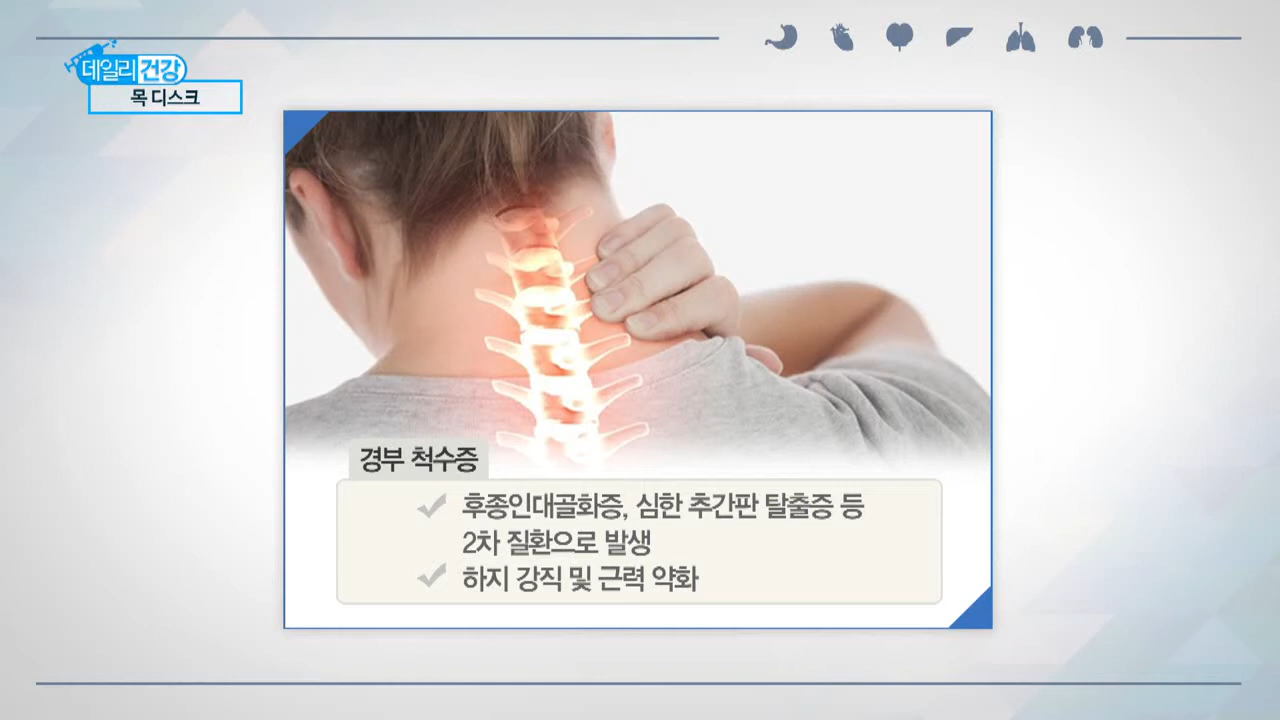 데일리건강
목 디스크
경부 척수증
후종인대골화증, 심한 추간판 탈출증 등
2차 질환으로 발생
하지 강직 및 근력 약화